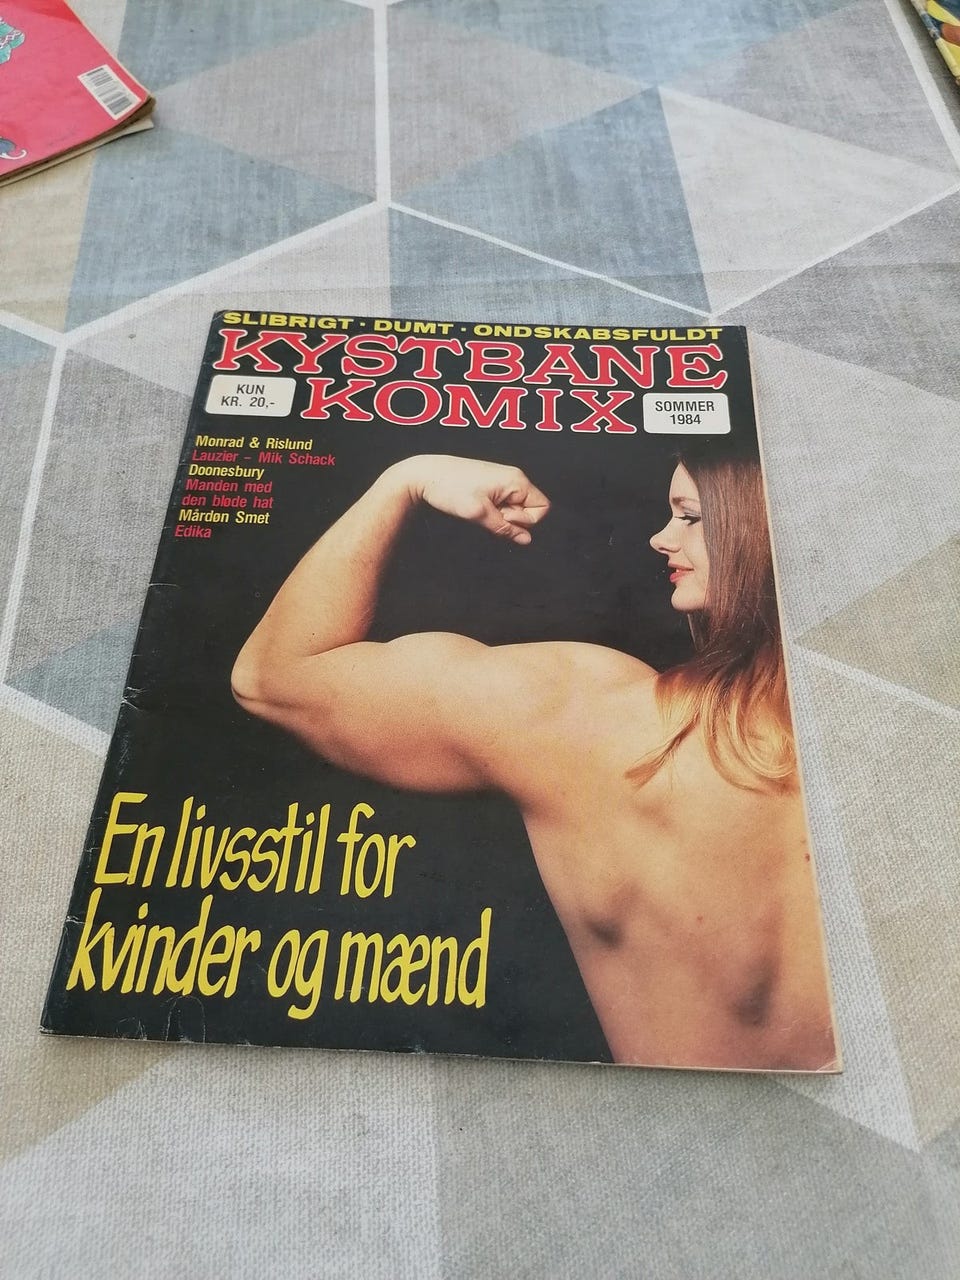 SLIBRIGT · DUMT · ONDSKABSFULDT
KYSTBANE
KOMIX
KUN
KR. 20,-
SOMMER
1984
Monrad & Rislund
Lauzier – Mik Schack
Doonesbury
Manden med
den bløde hat
Mårdøn Smet
Edika
En livsstil for
kvinder og mænd